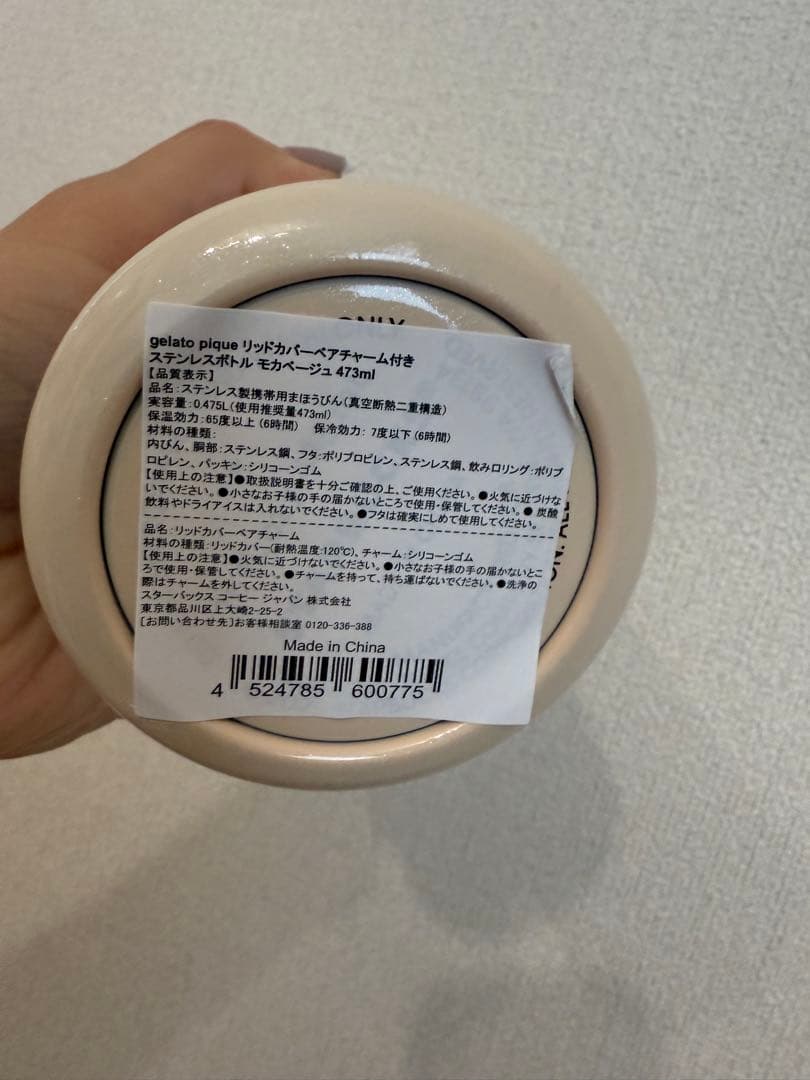 ONLY
gelato pique リッドカバーベアチャーム付き
ステンレスボトル モカベージュ 473ml
【品質表示】
品名:ステンレス製携帯用まほうびん(真空断熱二重構造)
実容量:0.475L(使用推奨量473ml)
保温効力:65度以上(6時間) 保冷効力: 7度以下(6時間)
材料の種類:
内びん、胴部:ステンレス鋼、フタ:ポリプロピレン、ステンレス鋼、飲み口リング:ポリプ
ロピレン、パッキン:シリコーンゴム
【使用上の注意】●取扱説明書を十分ご確認の上、ご使用ください。●火気に近づけな
いでください。●小さなお子様の手の届かないところで使用・保管してください。● 炭酸
飲料やドライアイスは入れないでください。●フタは確実にしめて使用してください。
品名:リッドカバーベアチャーム
材料の種類:リッドカバー(耐熱温度:120℃)、チャーム:シリコーンゴム
【使用上の注意】●火気に近づけないでください。●小さなお子様の手の届かないとこ
ろで使用・保管してください。●チャームを持って、持ち運ばないでください。●洗浄の
際はチャームを外してください。
スターバックス コーヒー ジャパン 株式会社
東京都品川区上大崎2-25-2
[お問い合わせ先]お客様相談室 0120-336-388
Made in China
4 524785 600775